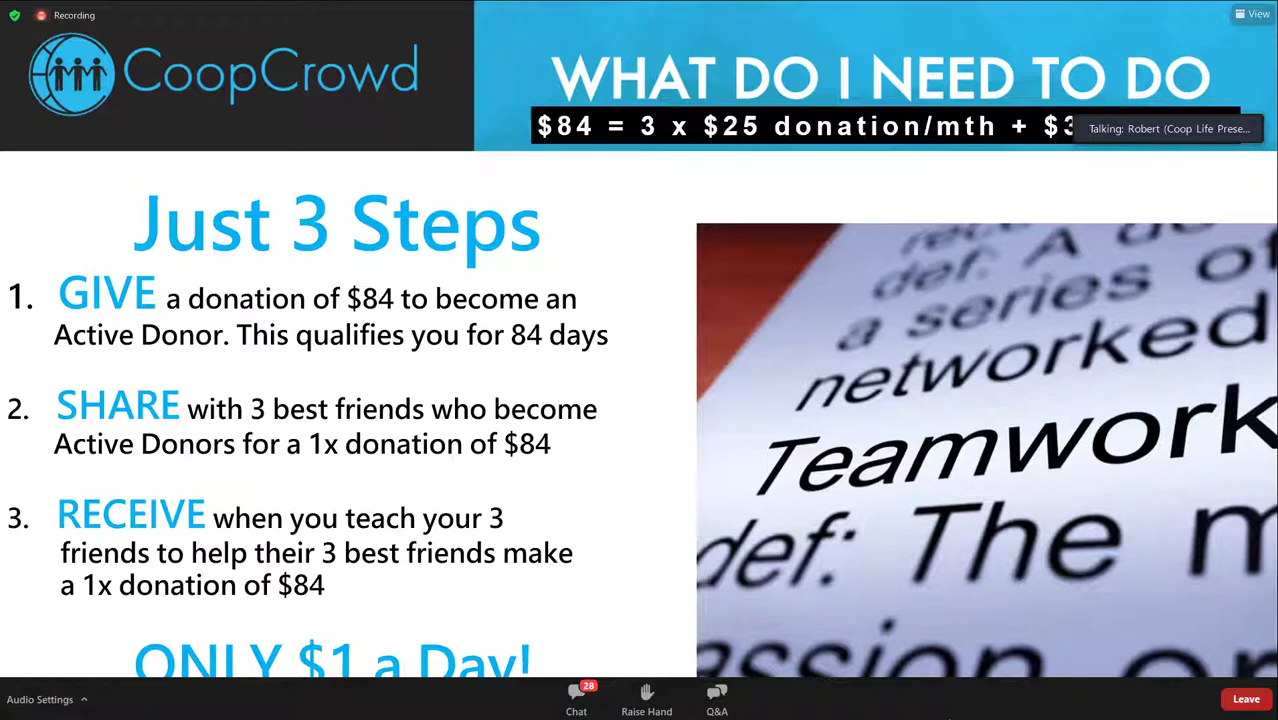 Recording
View
CoopCrowd
WHAT DO I NEED TO DO
$84 = 3 x $25 donation/mth + $3
Talking: Robert (Coop Life Prese...
Just 3 Steps
1. GIVE a donation of $84 to become an
Active Donor. This qualifies you for 84 days
2. SHARE with 3 best friends who become
Active Donors for a 1x donation of $84
3. RECEIVE when you teach your 3
friends to help their 3 best friends make
a 1x donation of $84
ONLY $1 a Day!
def: A
a series of
networked
Teamwork
def: The m
Audio Settings
28
Chat
Raise Hand
Q&A
Leave